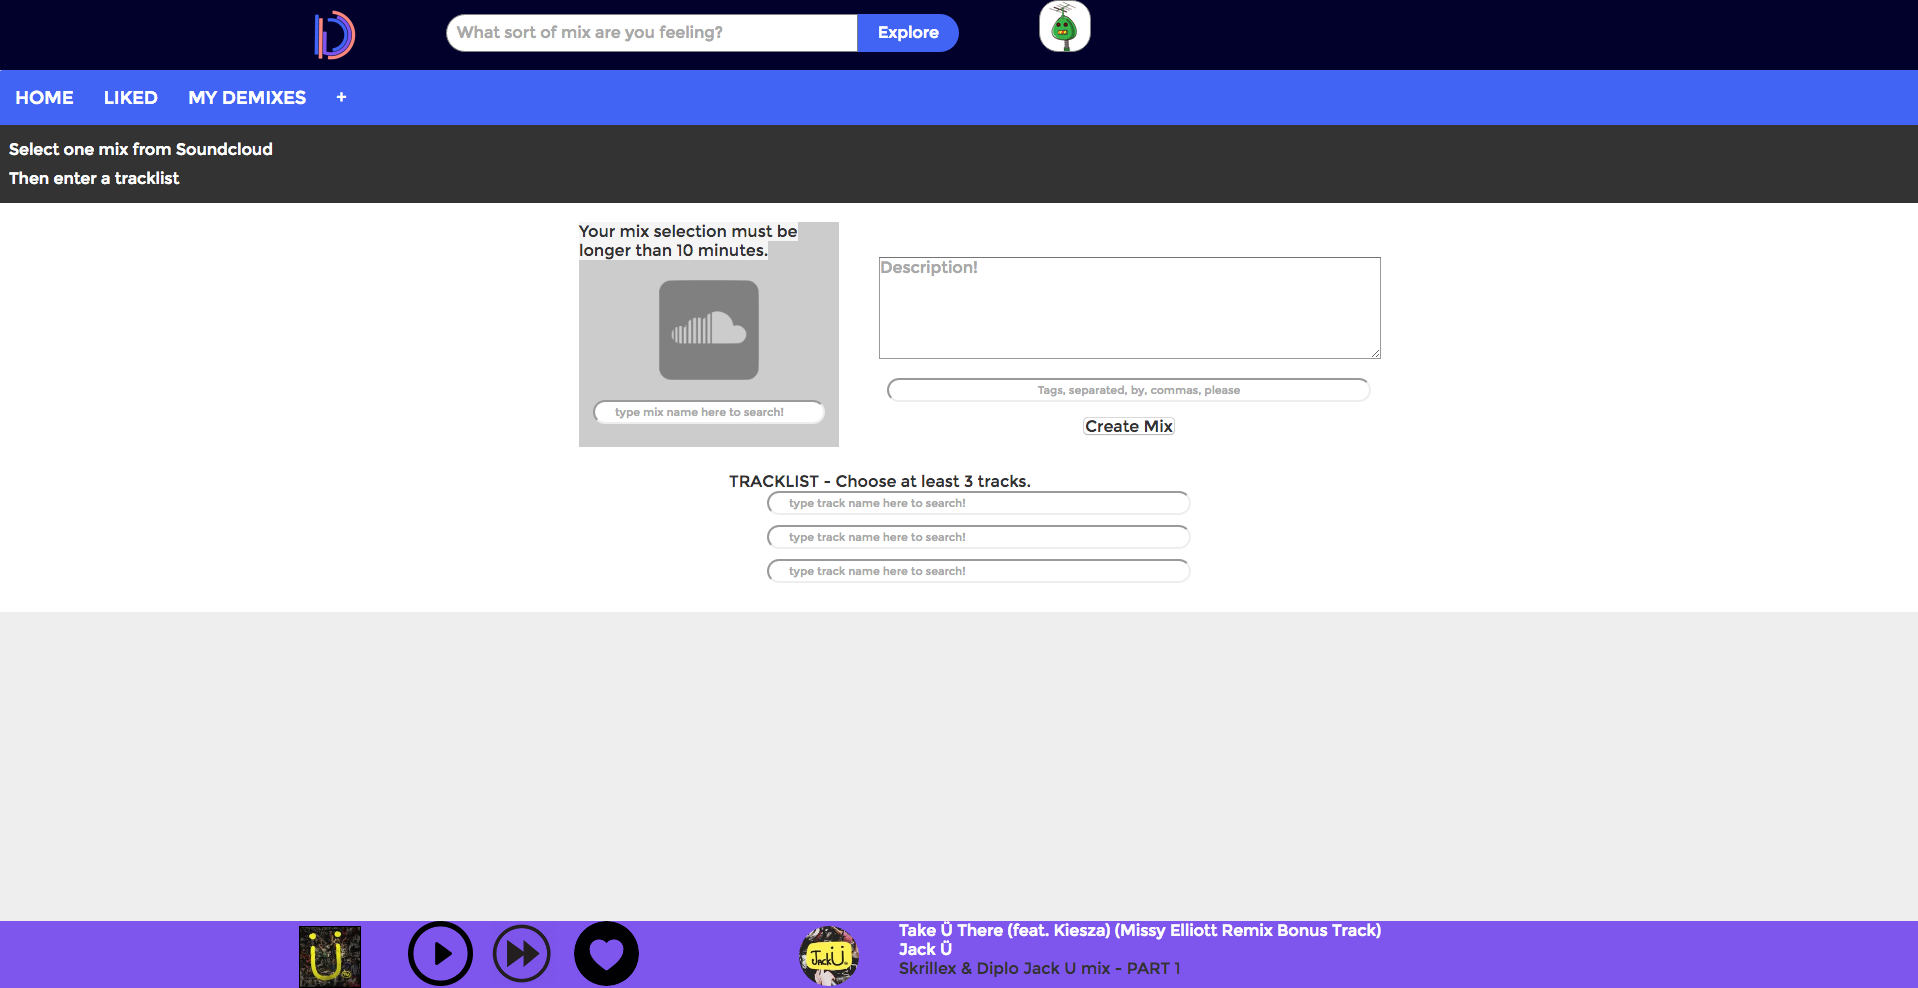 What sort of mix are you feeling?
Explore
HOME
LIKED
MY DEMIXES
+
Select one mix from Soundcloud
Then enter a tracklist
Your mix selection must be
longer than 10 minutes.
type mix name here to search!
Description!
Tags, separated, by, commas, please
Create Mix
TRACKLIST - Choose at least 3 tracks.
type track name here to search!
type track name here to search!
type track name here to search!
Ü
JACK Ü
Take Ü There (feat. Kiesza) (Missy Elliott Remix Bonus Track)
Jack Ü
Skrillex & Diplo Jack U mix - PART 1